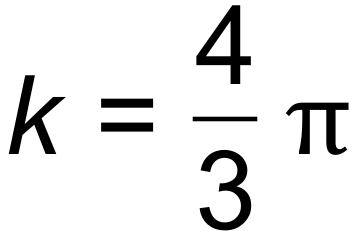 k = 4/3 π